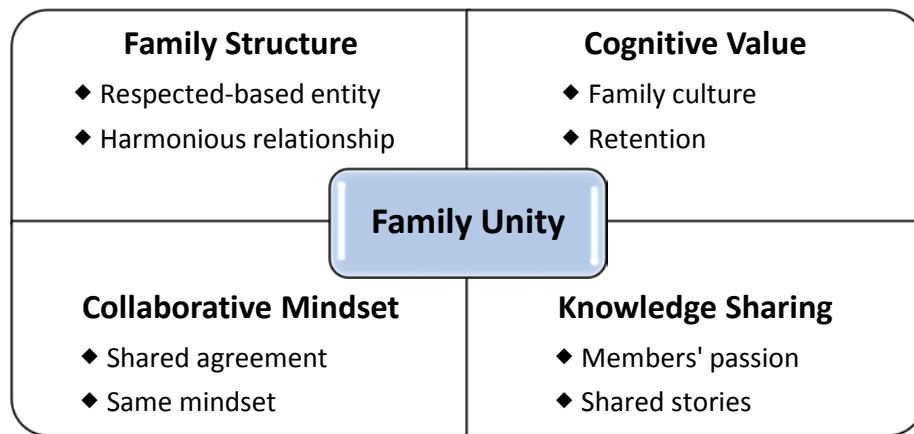 Family Structure
◆ Respected-based entity
◆ Harmonious relationship
Cognitive Value
◆ Family culture
◆ Retention
Family Unity
Collaborative Mindset
◆ Shared agreement
◆ Same mindset
Knowledge Sharing
◆ Members' passion
◆ Shared stories